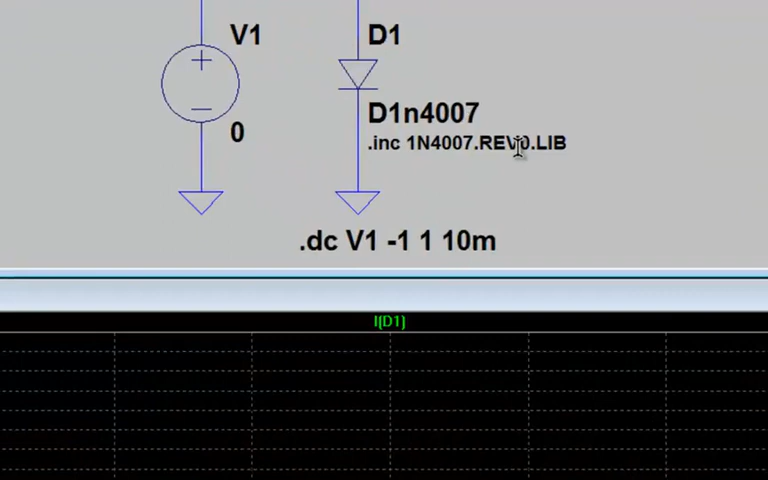 V1
D1
D1n4007
.inc 1N4007.REV0.LIB
0
.dc V1 -1 1 10m
I(D1)